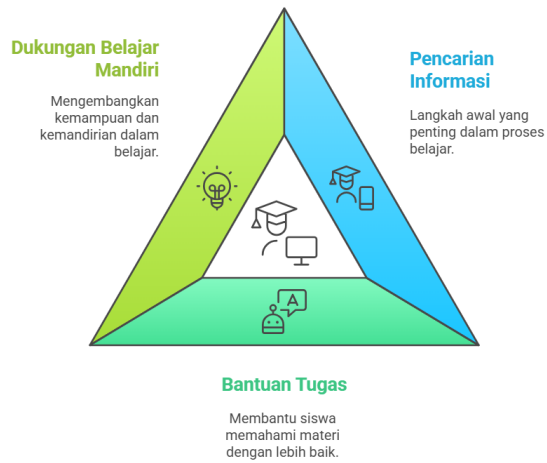 Dukungan Belajar
Mandiri
Mengembangkan
kemampuan dan
kemandirian dalam
belajar.
Pencarian
Informasi
Langkah awal yang
penting dalam proses
belajar.
A
Bantuan Tugas
Membantu siswa
memahami materi
dengan lebih baik.